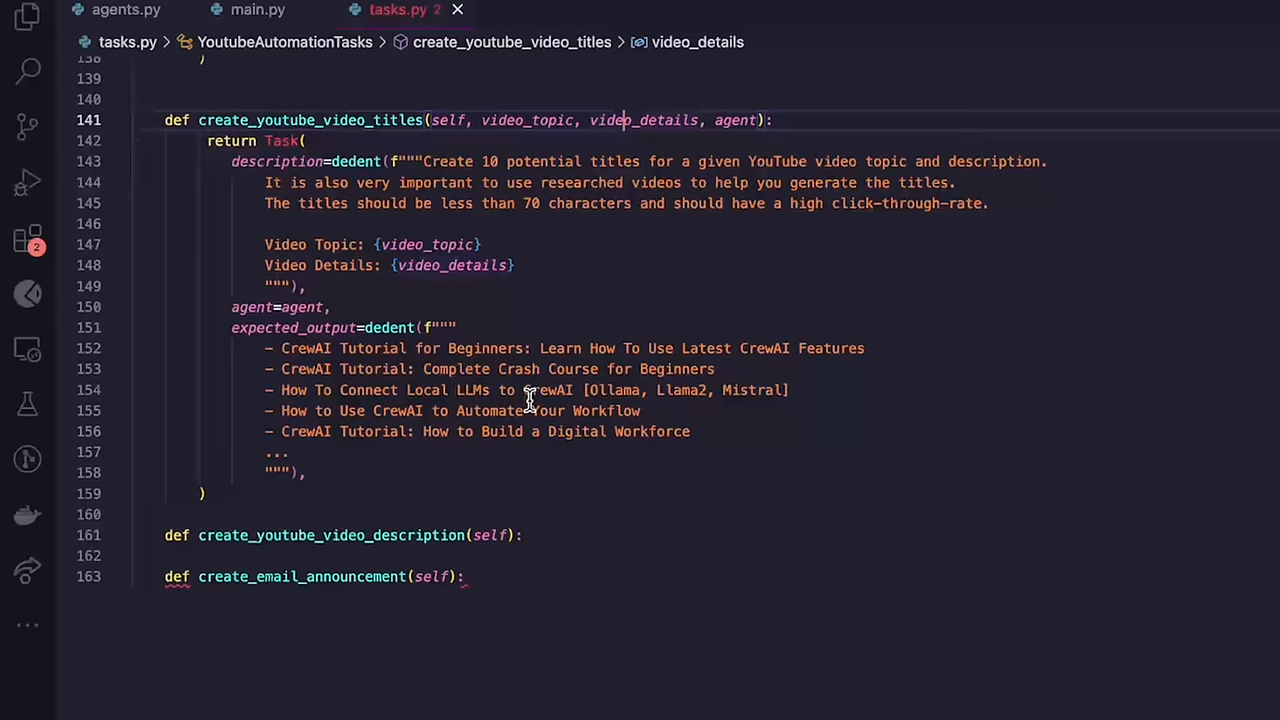 agents.py main.py tasks.py 2
tasks.py > YoutubeAutomationTasks > create_youtube_video_titles > video_details
138 )
139
140
141 def create_youtube_video_titles(self, video_topic, video_details, agent):
142 return Task(
143 description=dedent(f"""Create 10 potential titles for a given YouTube video topic and description.
144 It is also very important to use researched videos to help you generate the titles.
145 The titles should be less than 70 characters and should have a high click-through-rate.
146
147 Video Topic: {video_topic}
148 Video Details: {video_details}
149 """),
150 agent=agent,
151 expected_output=dedent(f"""
152 - CrewAI Tutorial for Beginners: Learn How To Use Latest CrewAI Features
153 - CrewAI Tutorial: Complete Crash Course for Beginners
154 - How To Connect Local LLMs to CrewAI [Ollama, Llama2, Mistral]
155 - How to Use CrewAI to Automate Your Workflow
156 - CrewAI Tutorial: How to Build a Digital Workforce
157 ...
158 """),
159 )
160
161 def create_youtube_video_description(self):
162
163 def create_email_announcement(self):
2